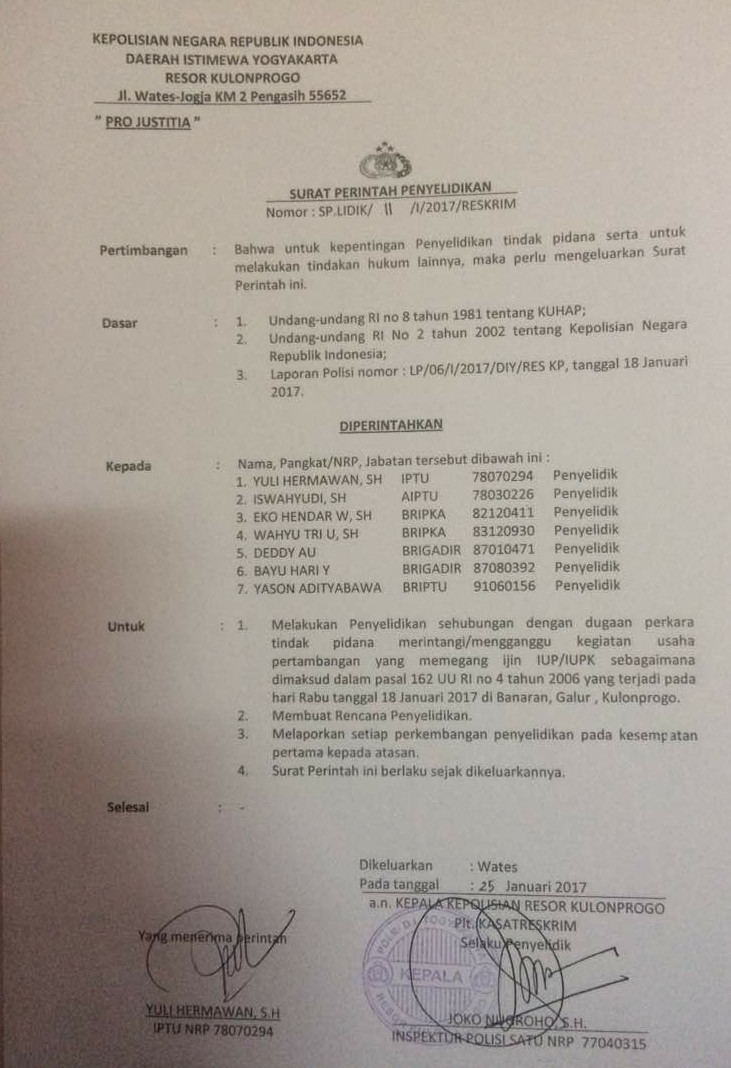 KEPOLISIAN NEGARA REPUBLIK INDONESIA
DAERAH ISTIMEWA YOGYAKARTA
RESOR KULONPROGO
Jl. Wates-Jogja KM 2 Pengasih 55652
" PRO JUSTITIA "
SURAT PERINTAH PENYELIDIKAN
Nomor : SP.LIDIK/ 11 /I/2017/RESKRIM
Pertimbangan : Bahwa untuk kepentingan Penyelidikan tindak pidana serta untuk
melakukan tindakan hukum lainnya, maka perlu mengeluarkan Surat
Perintah ini.
Dasar : 1. Undang-undang RI no 8 tahun 1981 tentang KUHAP;
2. Undang-undang RI No 2 tahun 2002 tentang Kepolisian Negara
Republik Indonesia;
3. Laporan Polisi nomor : LP/06/I/2017/DIY/RES KP, tanggal 18 Januari
2017.
DIPERINTAHKAN
Kepada : Nama, Pangkat/NRP, Jabatan tersebut dibawah ini :
1. YULI HERMAWAN, SH IPTU 78070294 Penyelidik
2. ISWAHYUDI, SH AIPTU 78030226 Penyelidik
3. EKO HENDAR W, SH BRIPKA 82120411 Penyelidik
4. WAHYU TRI U, SH BRIPKA 83120930 Penyelidik
5. DEDDY AU BRIGADIR 87010471 Penyelidik
6. BAYU HARI Y BRIGADIR 87080392 Penyelidik
7. YASON ADITYABAWA BRIPTU 91060156 Penyelidik
Untuk : 1. Melakukan Penyelidikan sehubungan dengan dugaan perkara
tindak pidana merintangi/mengganggu kegiatan usaha
pertambangan yang memegang ijin IUP/IUPK sebagaimana
dimaksud dalam pasal 162 UU RI no 4 tahun 2006 yang terjadi pada
hari Rabu tanggal 18 Januari 2017 di Banaran, Galur , Kulonprogo.
2. Membuat Rencana Penyelidikan.
3. Melaporkan setiap perkembangan penyelidikan pada kesempatan
pertama kepada atasan.
4. Surat Perintah ini berlaku sejak dikeluarkannya.
Selesai : -
Dikeluarkan : Wates
Pada tanggal : 25 Januari 2017
a.n. KEPALA KEPOLISIAN RESOR KULONPROGO
Plt. KASATRESKRIM
Selaku Penyelidik
Yang menerima perintah
KEPALA
YULI HERMAWAN, S.H
IPTU NRP 78070294
JOKO NUGROHO, S.H.
INSPEKTUR POLISI SATU NRP 77040315